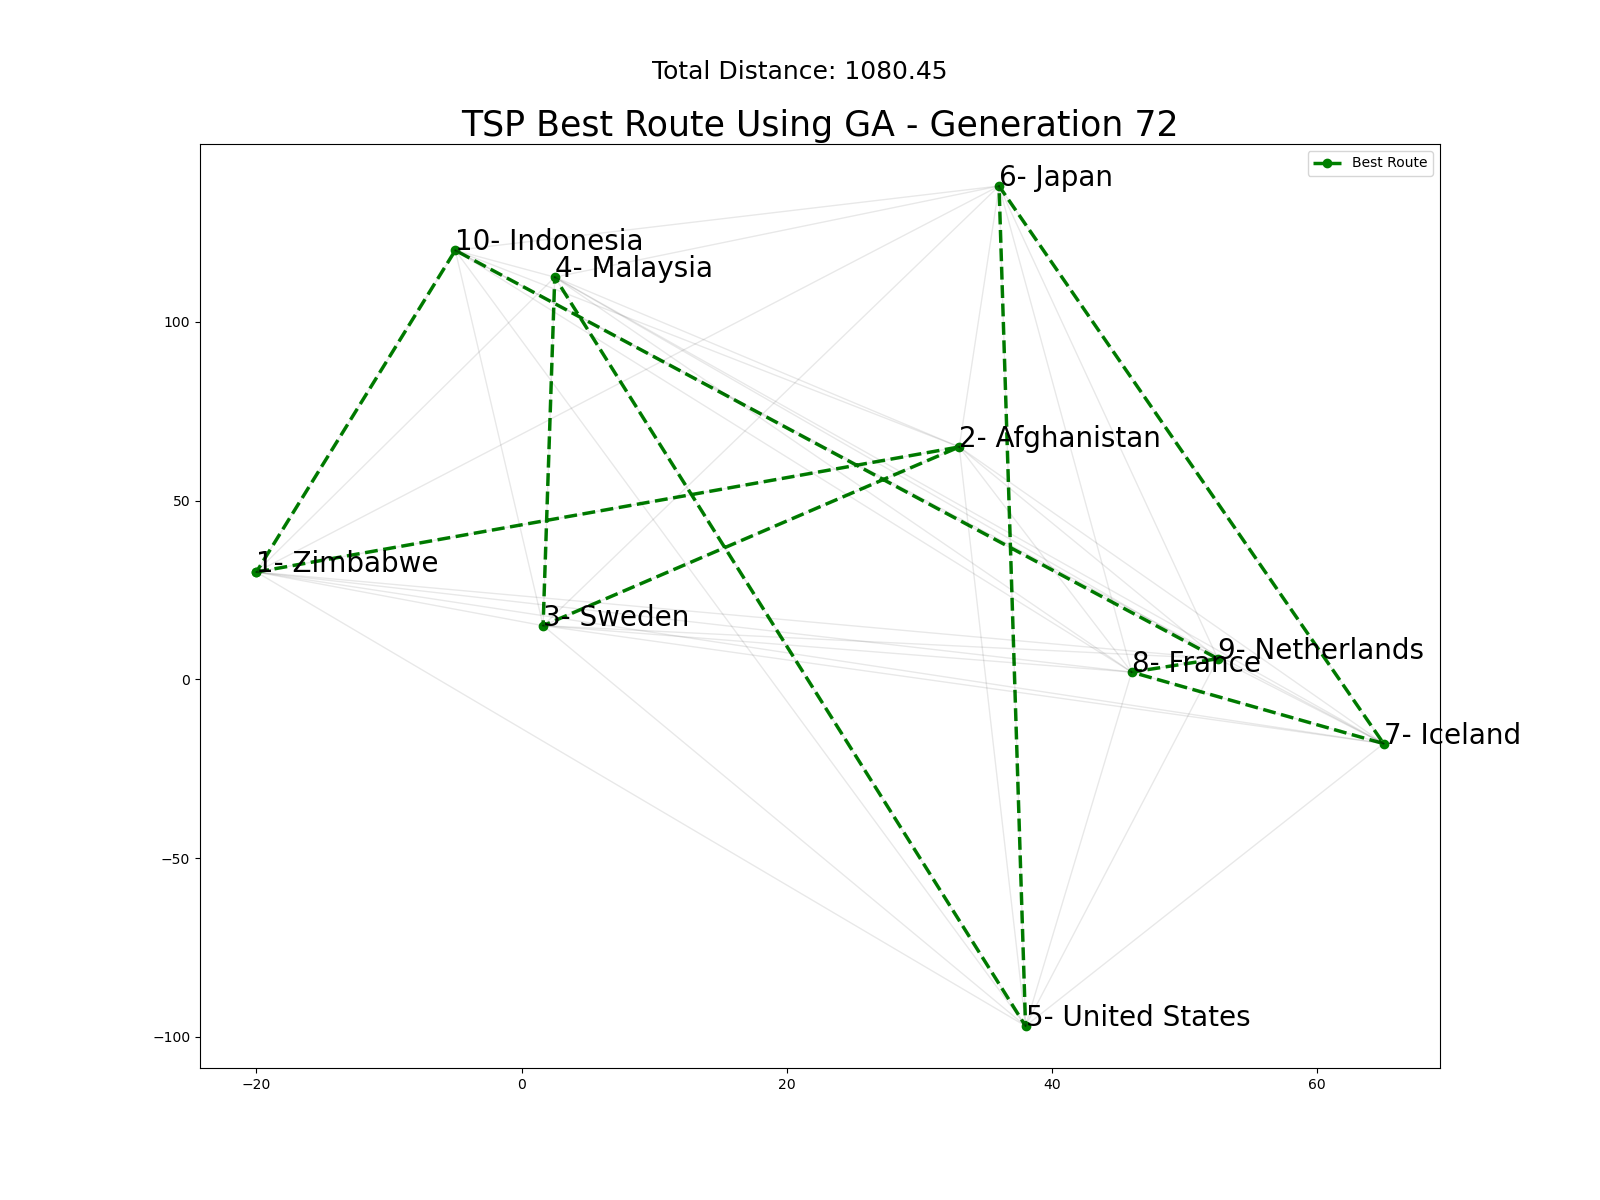 Total Distance: 1080.45
TSP Best Route Using GA - Generation 72
Best Route
6- Japan
10- Indonesia
4- Malaysia
100
2- Afghanistan
50
1- Zimbabwe
3- Sweden
9- Netherlands
8- France
0
7- Iceland
−50
5- United States
−100
−20 0 20 40 60